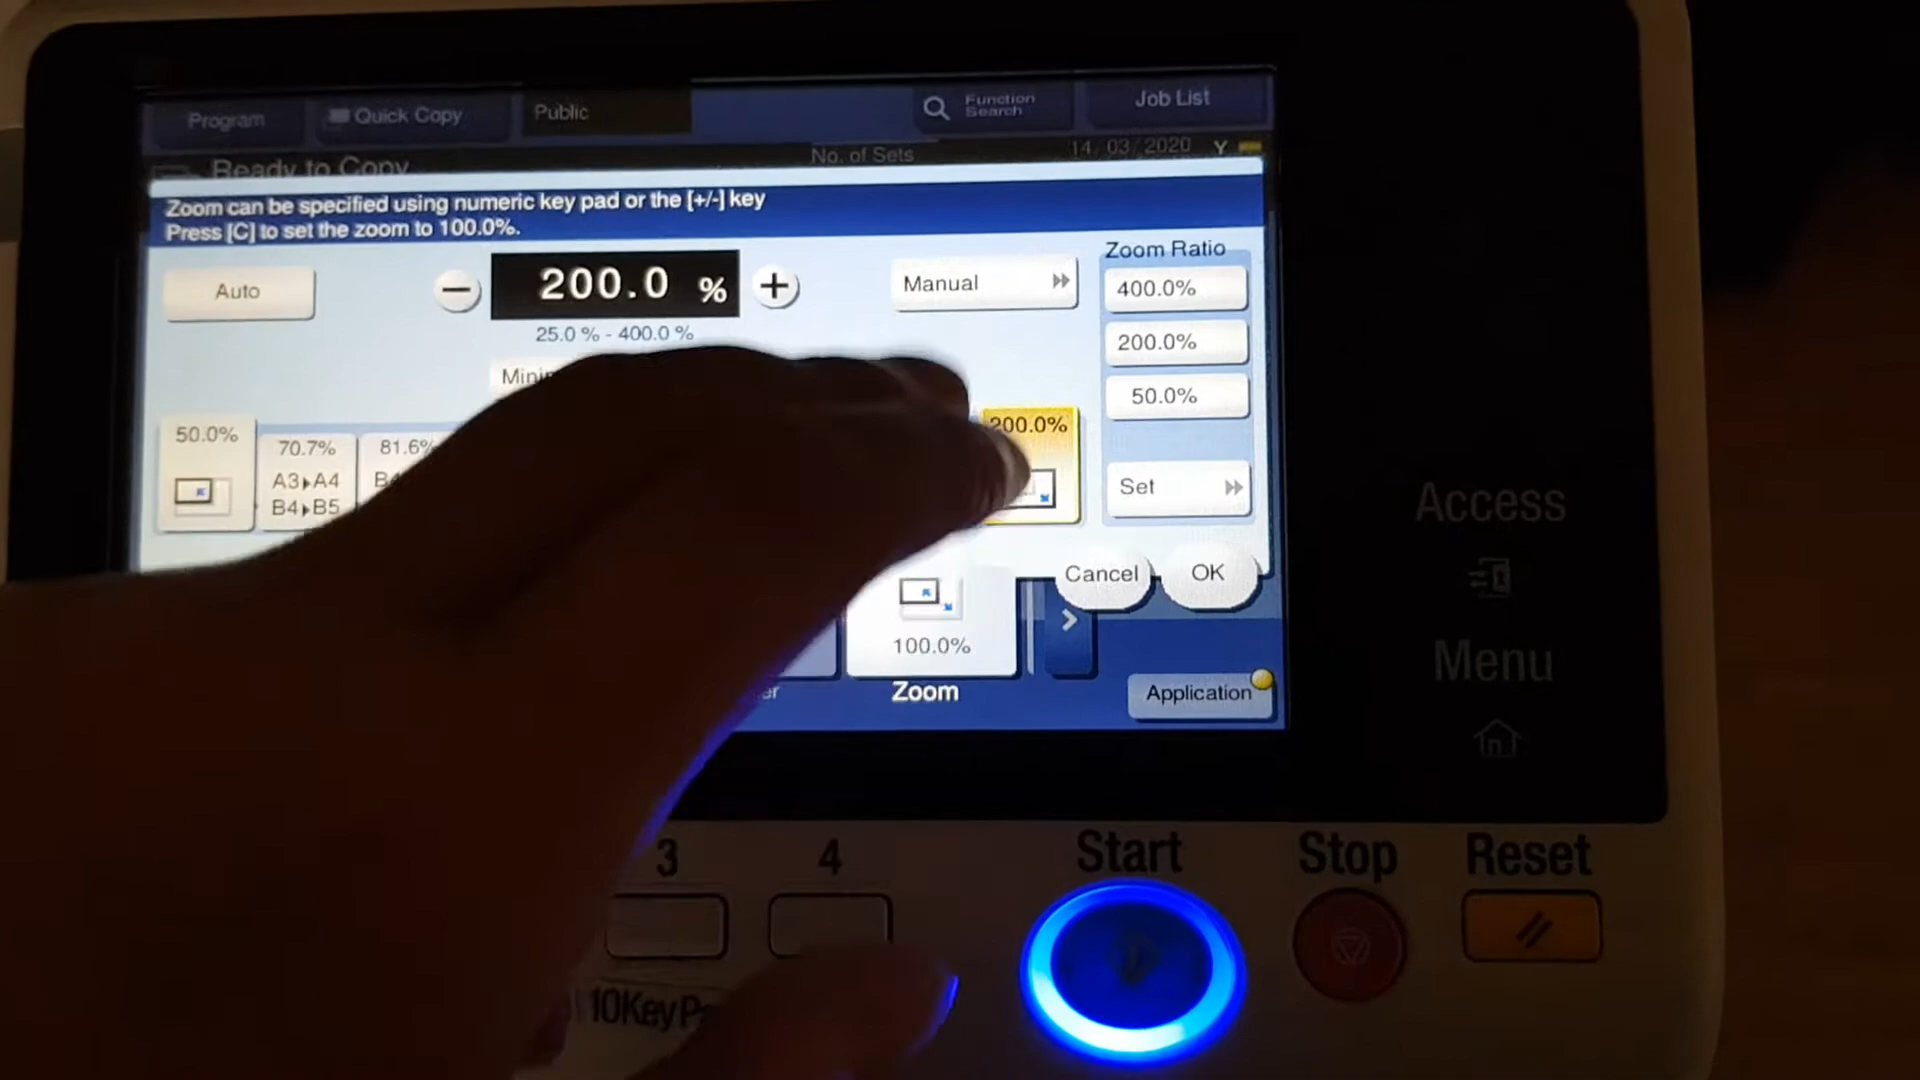 Program
Quick Copy
Public
Function Search
Job List
Ready to Copy
No. of Sets
14/03/2020
Y
Zoom can be specified using numeric key pad or the [+/-] key
Press [C] to set the zoom to 100.0%.
Auto
−
200.0 %
+
25.0 % - 400.0 %
Manual
Zoom Ratio
400.0%
200.0%
50.0%
Set
50.0%
70.7%
A3▸A4
B4▸B5
81.6%
200.0%
Cancel
OK
100.0%
Zoom
Application
Access
Menu
3
4
Start
Stop
Reset